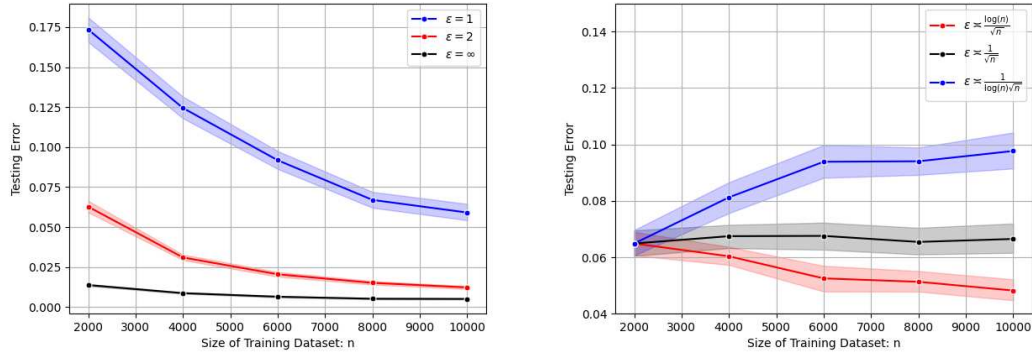 0.175
0.150
0.125
0.100
0.075
0.050
0.025
0.000
Testing Error
2000 3000 4000 5000 6000 7000 8000 9000 10000
Size of Training Dataset: n
ε = 1
ε = 2
ε = ∞
0.14
0.12
0.10
0.08
0.06
0.04
Testing Error
2000 3000 4000 5000 6000 7000 8000 9000 10000
Size of Training Dataset: n
ε ≍ log(n)/√n
ε ≍ 1/√n
ε ≍ 1/log(n)√n